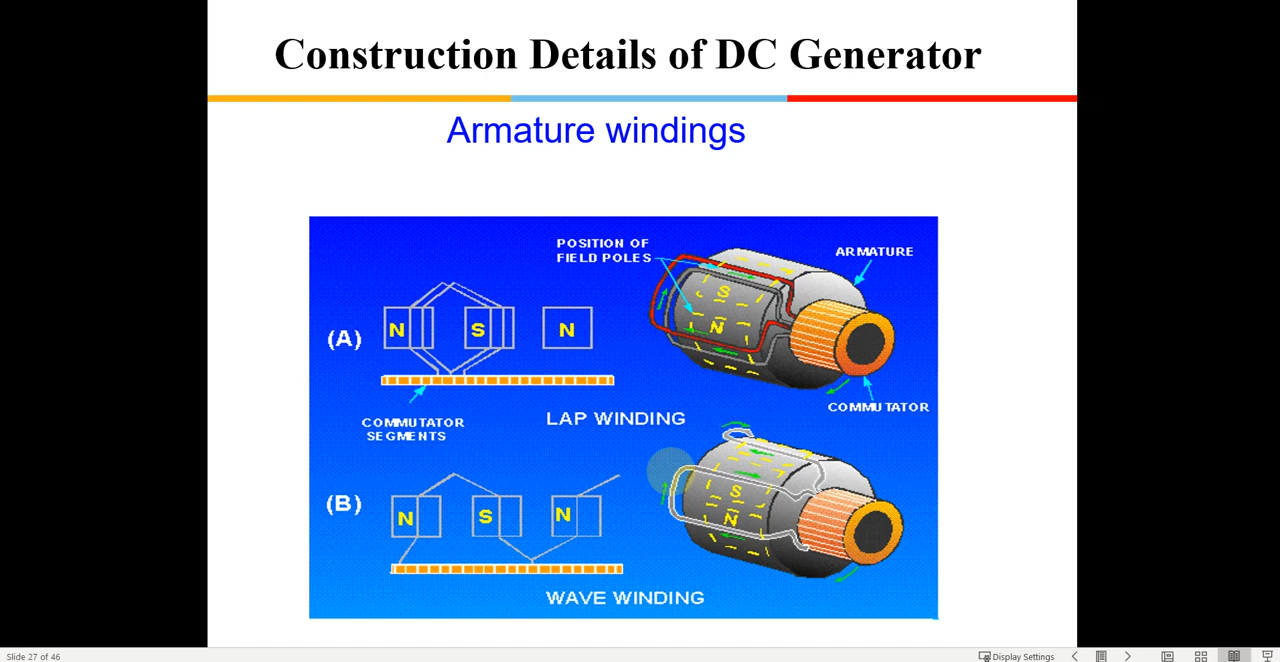 Construction Details of DC Generator
Armature windings
POSITION OF
FIELD POLES
ARMATURE
S
N
N
S
N
(A)
COMMUTATOR
COMMUTATOR
SEGMENTS
LAP WINDING
(B)
N
S
N
S
N
WAVE WINDING
Slide 27 of 46
Display Settings